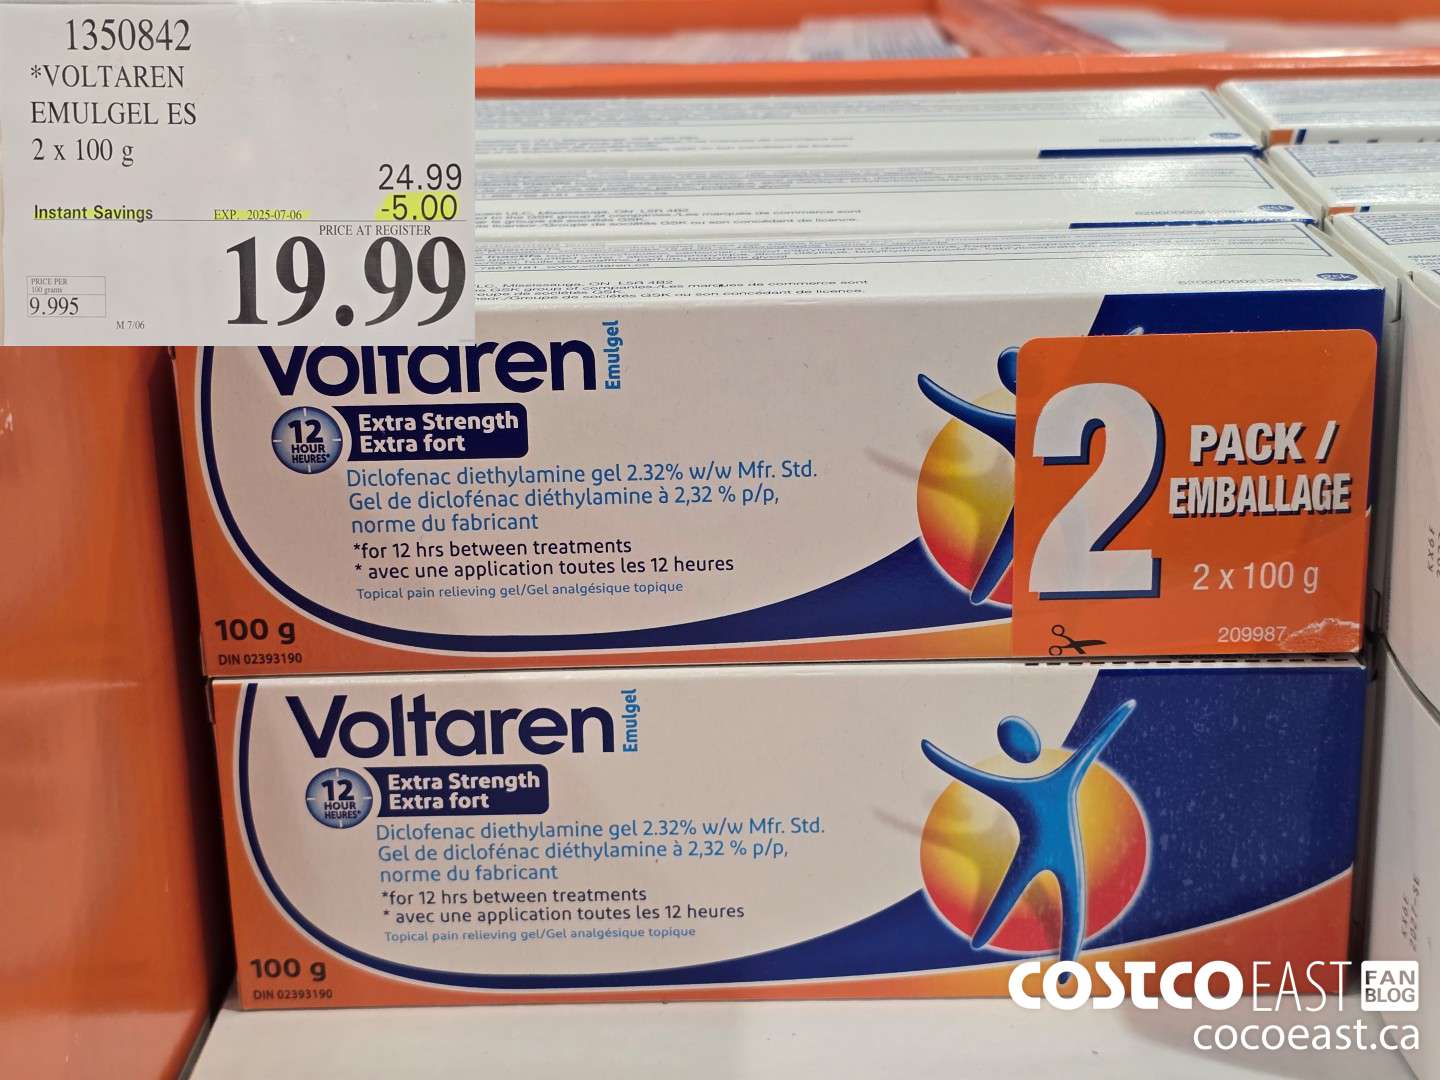 1350842
*VOLTAREN
EMULGEL ES
2 x 100 g
24.99
Instant Savings EXP. 2025-07-06 -5.00
PRICE AT REGISTER
19.99
PRICE PER
100 grams
9.995
M 7/06
Voltaren Emulgel
12 HOUR HEURES*
Extra Strength
Extra fort
Diclofenac diethylamine gel 2.32% w/w Mfr. Std.
Gel de diclofénac diéthylamine à 2,32 % p/p,
norme du fabricant
*for 12 hrs between treatments
* avec une application toutes les 12 heures
Topical pain relieving gel/Gel analgésique topique
100 g
DIN 02393190
2 PACK /
EMBALLAGE
2 x 100 g
209987
Voltaren Emulgel
12 HOUR HEURES*
Extra Strength
Extra fort
Diclofenac diethylamine gel 2.32% w/w Mfr. Std.
Gel de diclofénac diéthylamine à 2,32 % p/p,
norme du fabricant
*for 12 hrs between treatments
* avec une application toutes les 12 heures
Topical pain relieving gel/Gel analgésique topique
100 g
DIN 02393190
COSTCO EAST FAN BLOG
cocoeast.ca